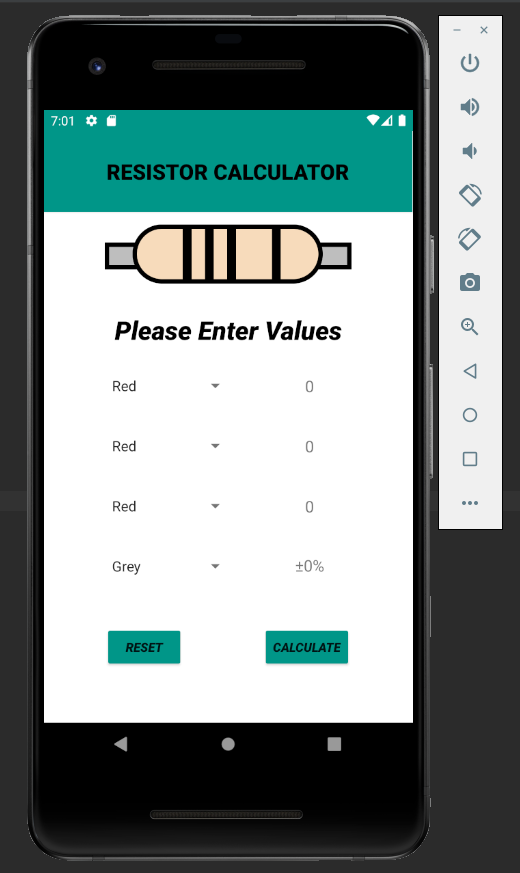 7:01
RESISTOR CALCULATOR
Please Enter Values
Red 0
Red 0
Red 0
Grey ±0%
RESET CALCULATE